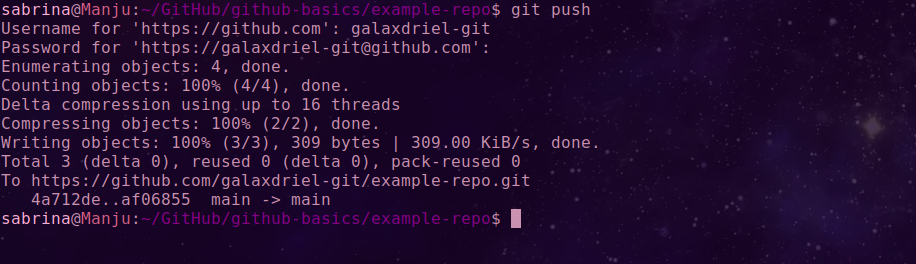 sabrina@Manju:~/GitHub/github-basics/example-repo$ git push
Username for 'https://github.com': galaxdriel-git
Password for 'https://galaxdriel-git@github.com':
Enumerating objects: 4, done.
Counting objects: 100% (4/4), done.
Delta compression using up to 16 threads
Compressing objects: 100% (2/2), done.
Writing objects: 100% (3/3), 309 bytes | 309.00 KiB/s, done.
Total 3 (delta 0), reused 0 (delta 0), pack-reused 0
To https://github.com/galaxdriel-git/example-repo.git
   4a712de..af06855  main -> main
sabrina@Manju:~/GitHub/github-basics/example-repo$